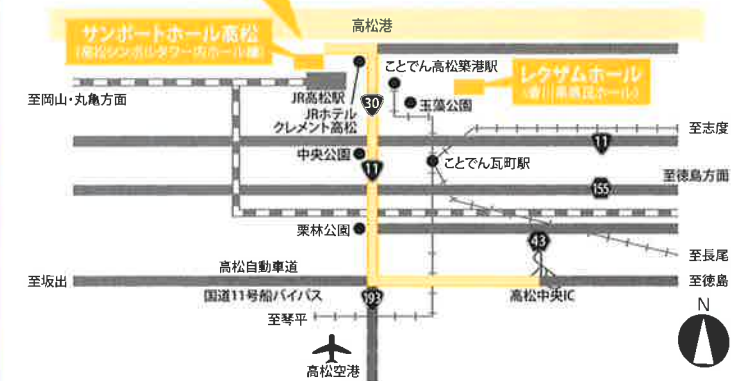 高松港
サンポートホール高松
(高松シンボルタワー内ホール棟)
ことでん高松築港駅
レクザムホール
(香川県県民ホール)
至岡山・丸亀方面
JR高松駅
JRホテル
クレメント高松
30
玉藻公園
至志度
11
中央公園
11
ことでん瓦町駅
至徳島方面
155
栗林公園
43
至長尾
高松自動車道
至坂出
国道11号船バイパス
193
高松中央IC
至徳島
至琴平
N
高松空港